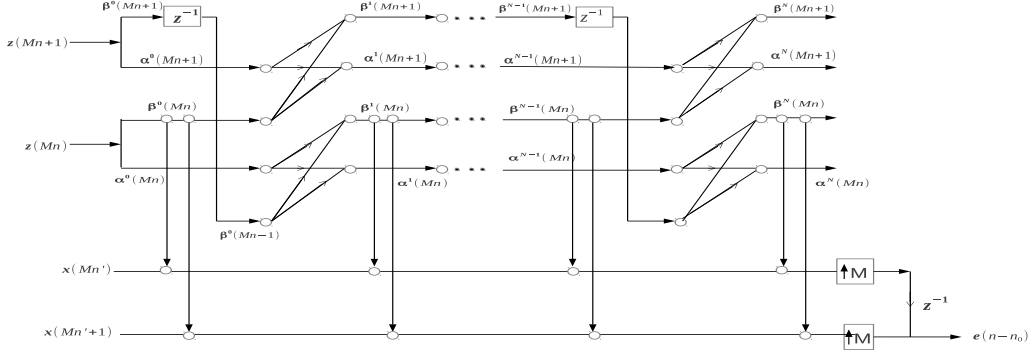 β⁰(Mn+1) z⁻¹ β¹(Mn+1) β^{N−1}(Mn+1) z⁻¹ β^N(Mn+1)
z(Mn+1)
α⁰(Mn+1) α¹(Mn+1) α^{N−1}(Mn+1) α^N(Mn+1)
β⁰(Mn) β¹(Mn) β^{N−1}(Mn) β^N(Mn)
z(Mn)
α⁰(Mn) α¹(Mn) α^{N−1}(Mn) α^N(Mn)
β⁰(Mn−1)
x(Mn') ↑M
z⁻¹
x(Mn'+1) ↑M e(n−n₀)